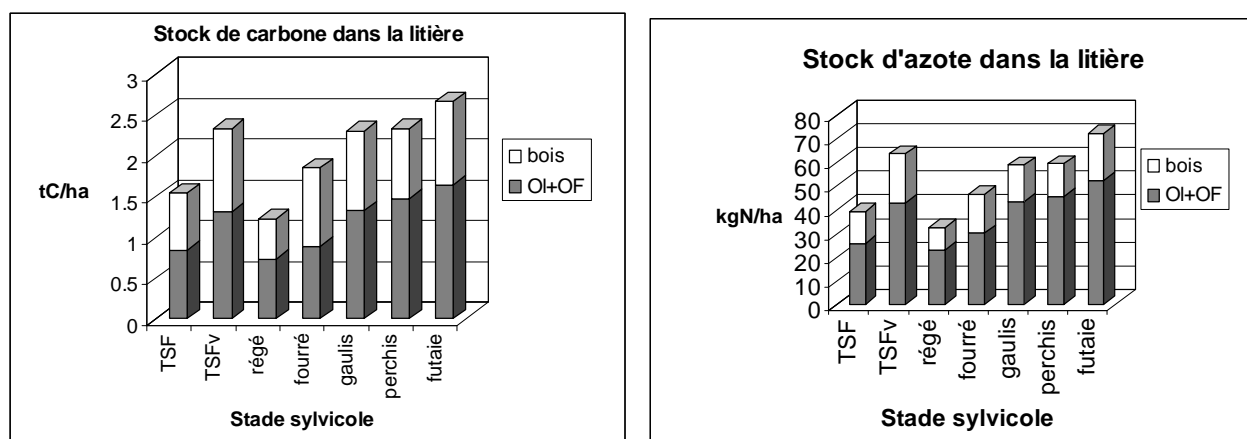 Stock de carbone dans la litière
3
2.5
2
1.5
1
0.5
0
tC/ha
bois
Ol+OF
TSF
TSFv
régé
fourré
gaulis
perchis
futaie
Stade sylvicole
Stock d'azote dans la litière
80
70
60
50
40
30
20
10
0
kgN/ha
bois
Ol+OF
TSF
TSFv
régé
fourré
gaulis
perchis
futaie
Stade sylvicole